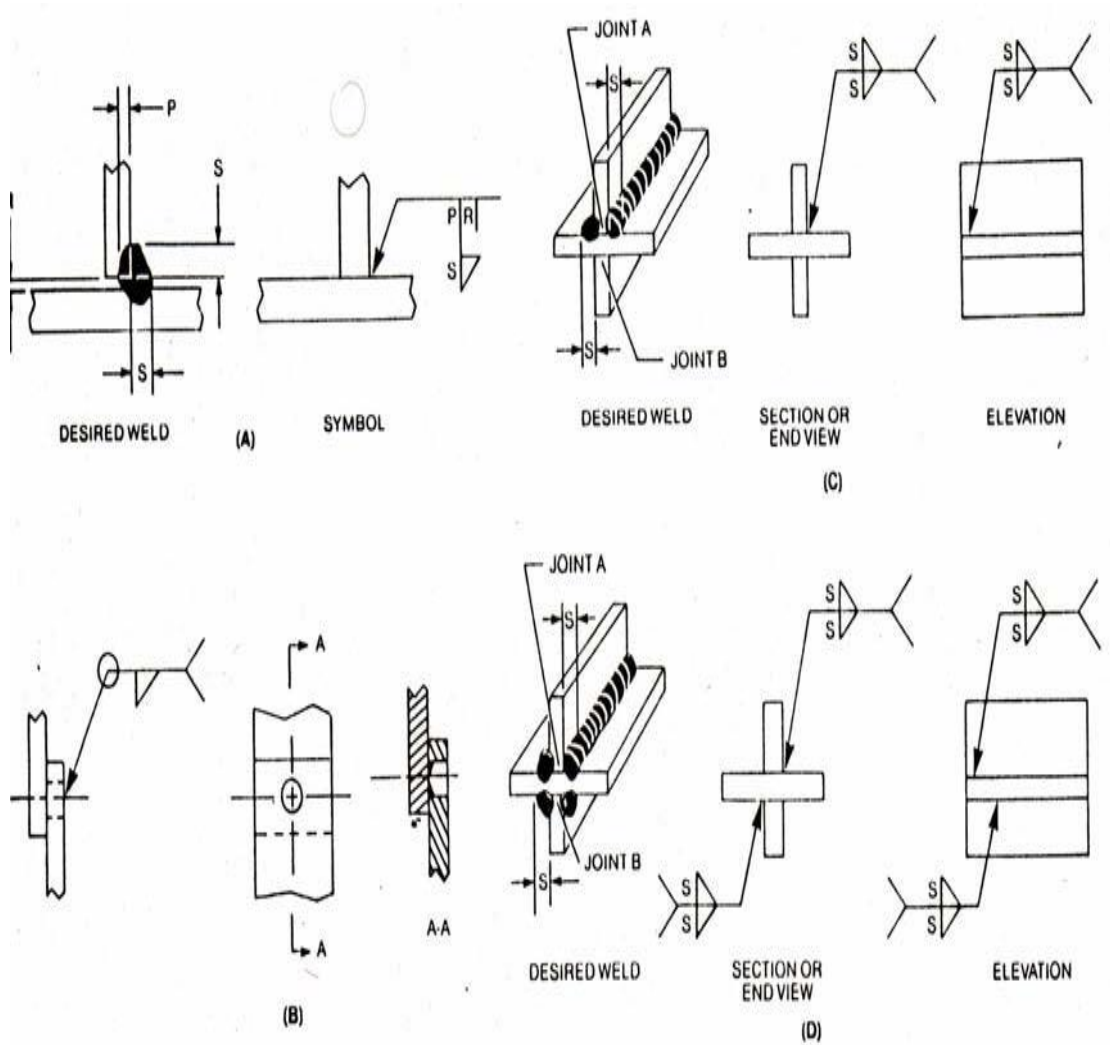 P
S
S
P R
S
DESIRED WELD
SYMBOL
(A)
JOINT A
S
S
JOINT B
S
S
S
S
DESIRED WELD
SECTION OR
END VIEW
ELEVATION
(C)
A
A
A-A
(B)
JOINT A
S
S
JOINT B
S
S
S
S
S
S
S
S
DESIRED WELD
SECTION OR
END VIEW
ELEVATION
(D)